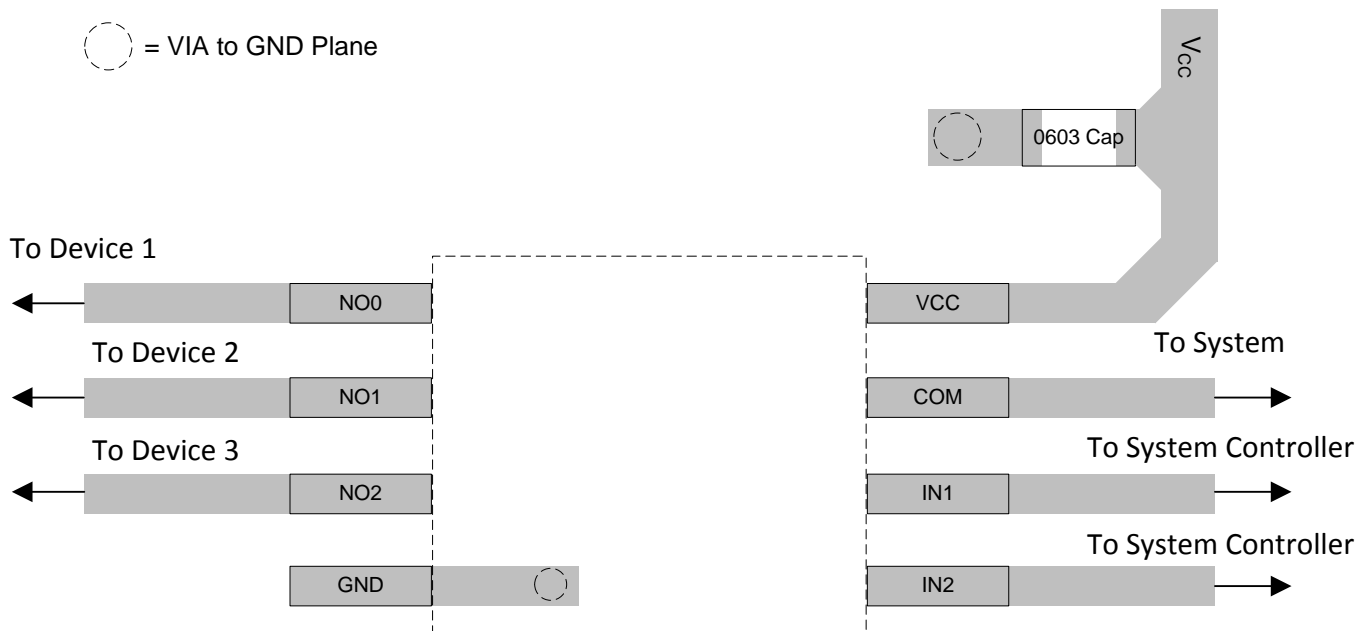 = VIA to GND Plane
Vcc
0603 Cap
To Device 1
NO0
VCC
To System
To Device 2
NO1
COM
To Device 3
To System Controller
NO2
IN1
To System Controller
GND
IN2